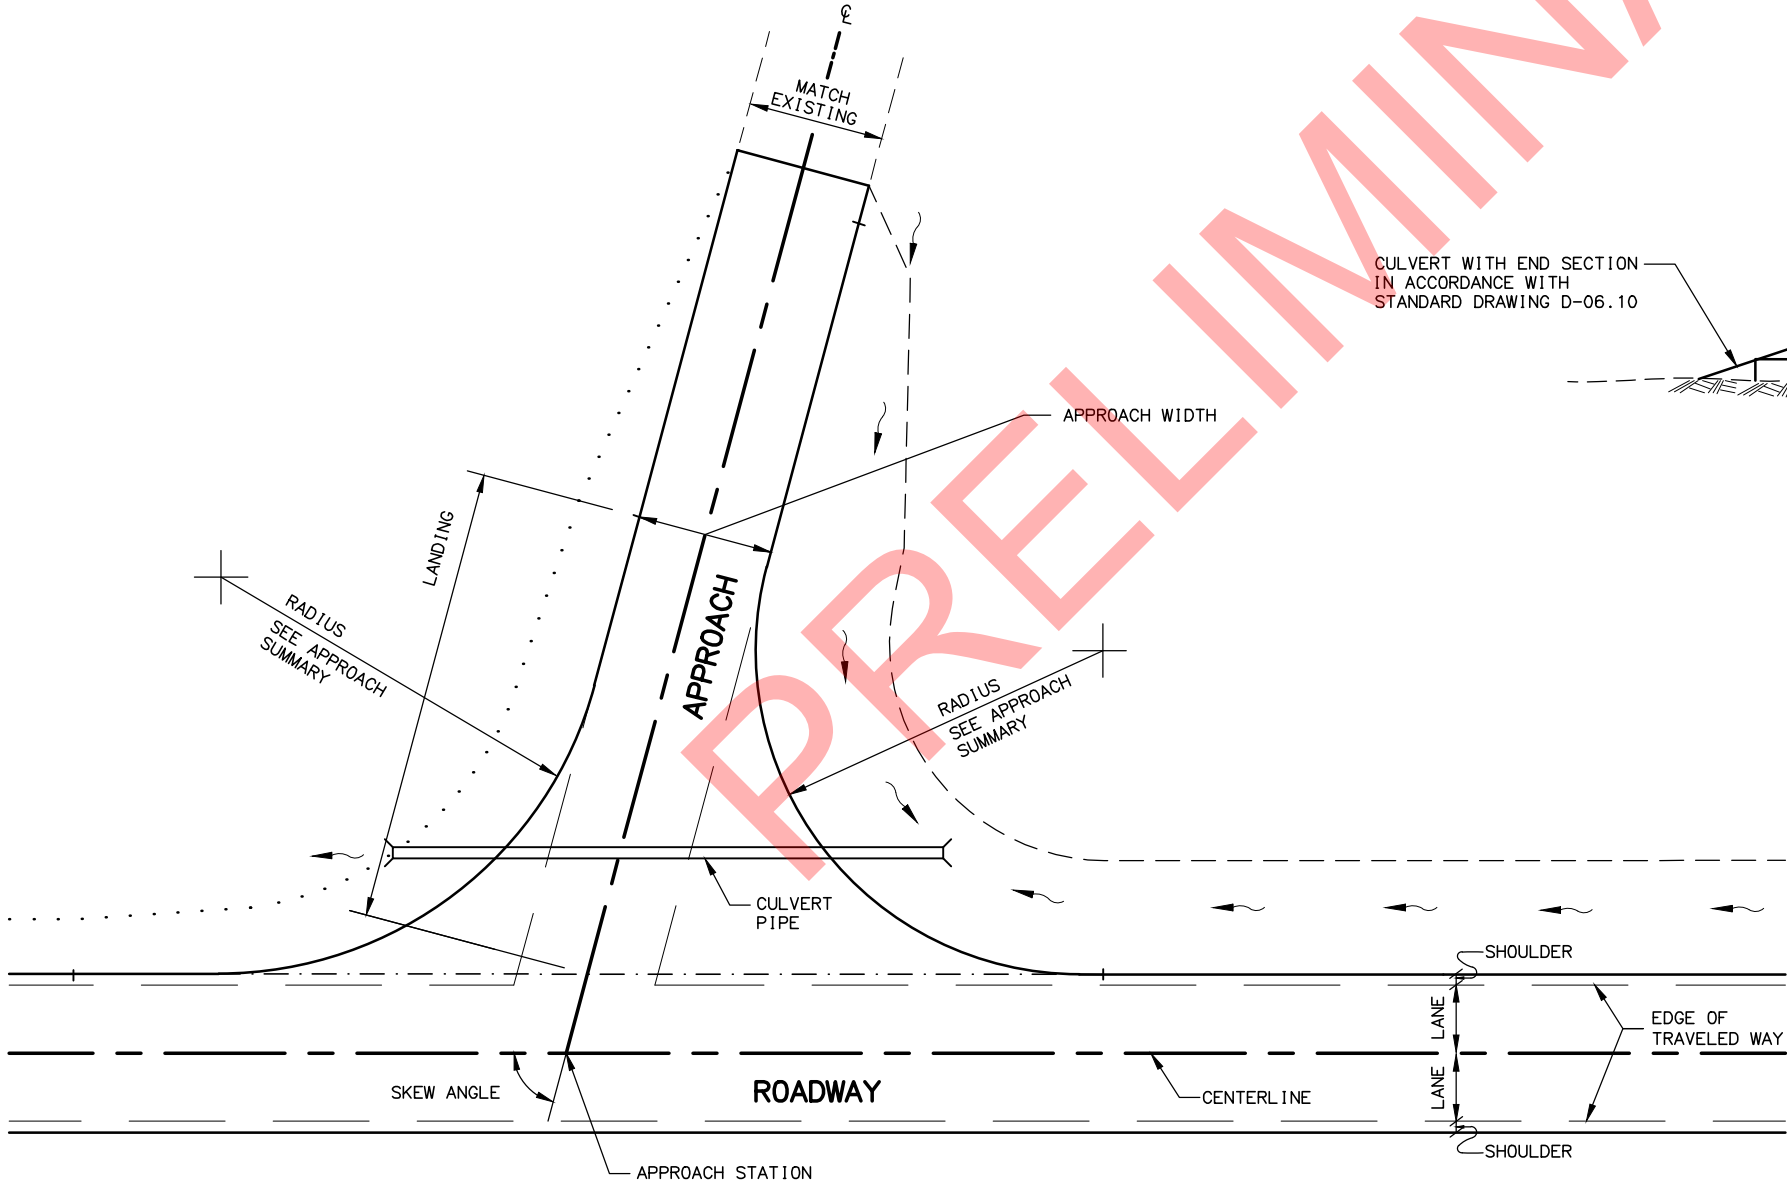 ℄
MATCH
EXISTING
CULVERT WITH END SECTION
IN ACCORDANCE WITH
STANDARD DRAWING D-06.10
APPROACH WIDTH
LANDING
RADIUS
SEE APPROACH
SUMMARY
APPROACH
RADIUS
SEE APPROACH
SUMMARY
CULVERT
PIPE
SHOULDER
LANE
EDGE OF
TRAVELED WAY
SKEW ANGLE
ROADWAY
CENTERLINE
LANE
SHOULDER
APPROACH STATION
PRELIMINA